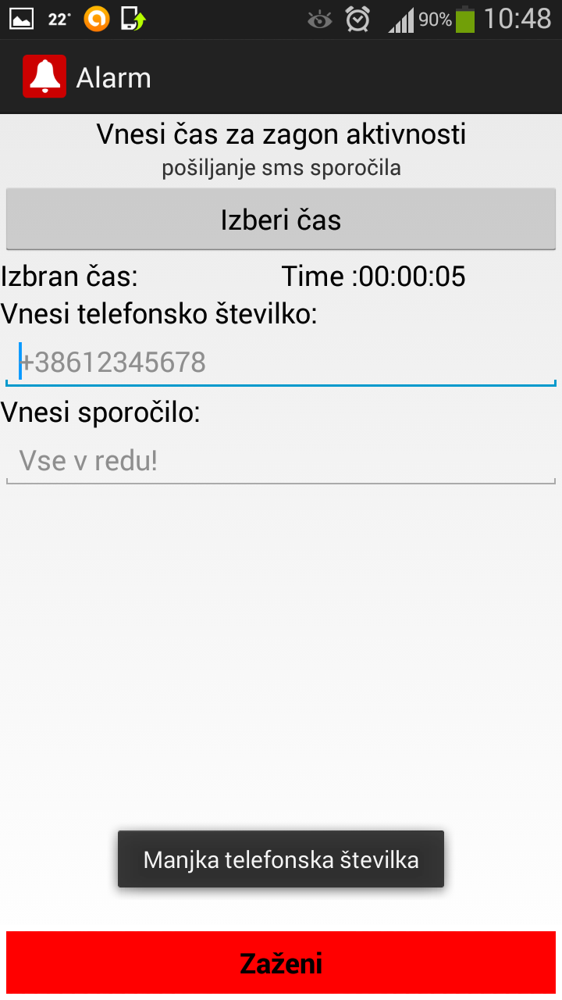 22° 90% 10:48
Alarm
Vnesi čas za zagon aktivnosti
pošiljanje sms sporočila
Izberi čas
Izbran čas: Time :00:00:05
Vnesi telefonsko številko:
+38612345678
Vnesi sporočilo:
Vse v redu!
Manjka telefonska številka
Zaženi